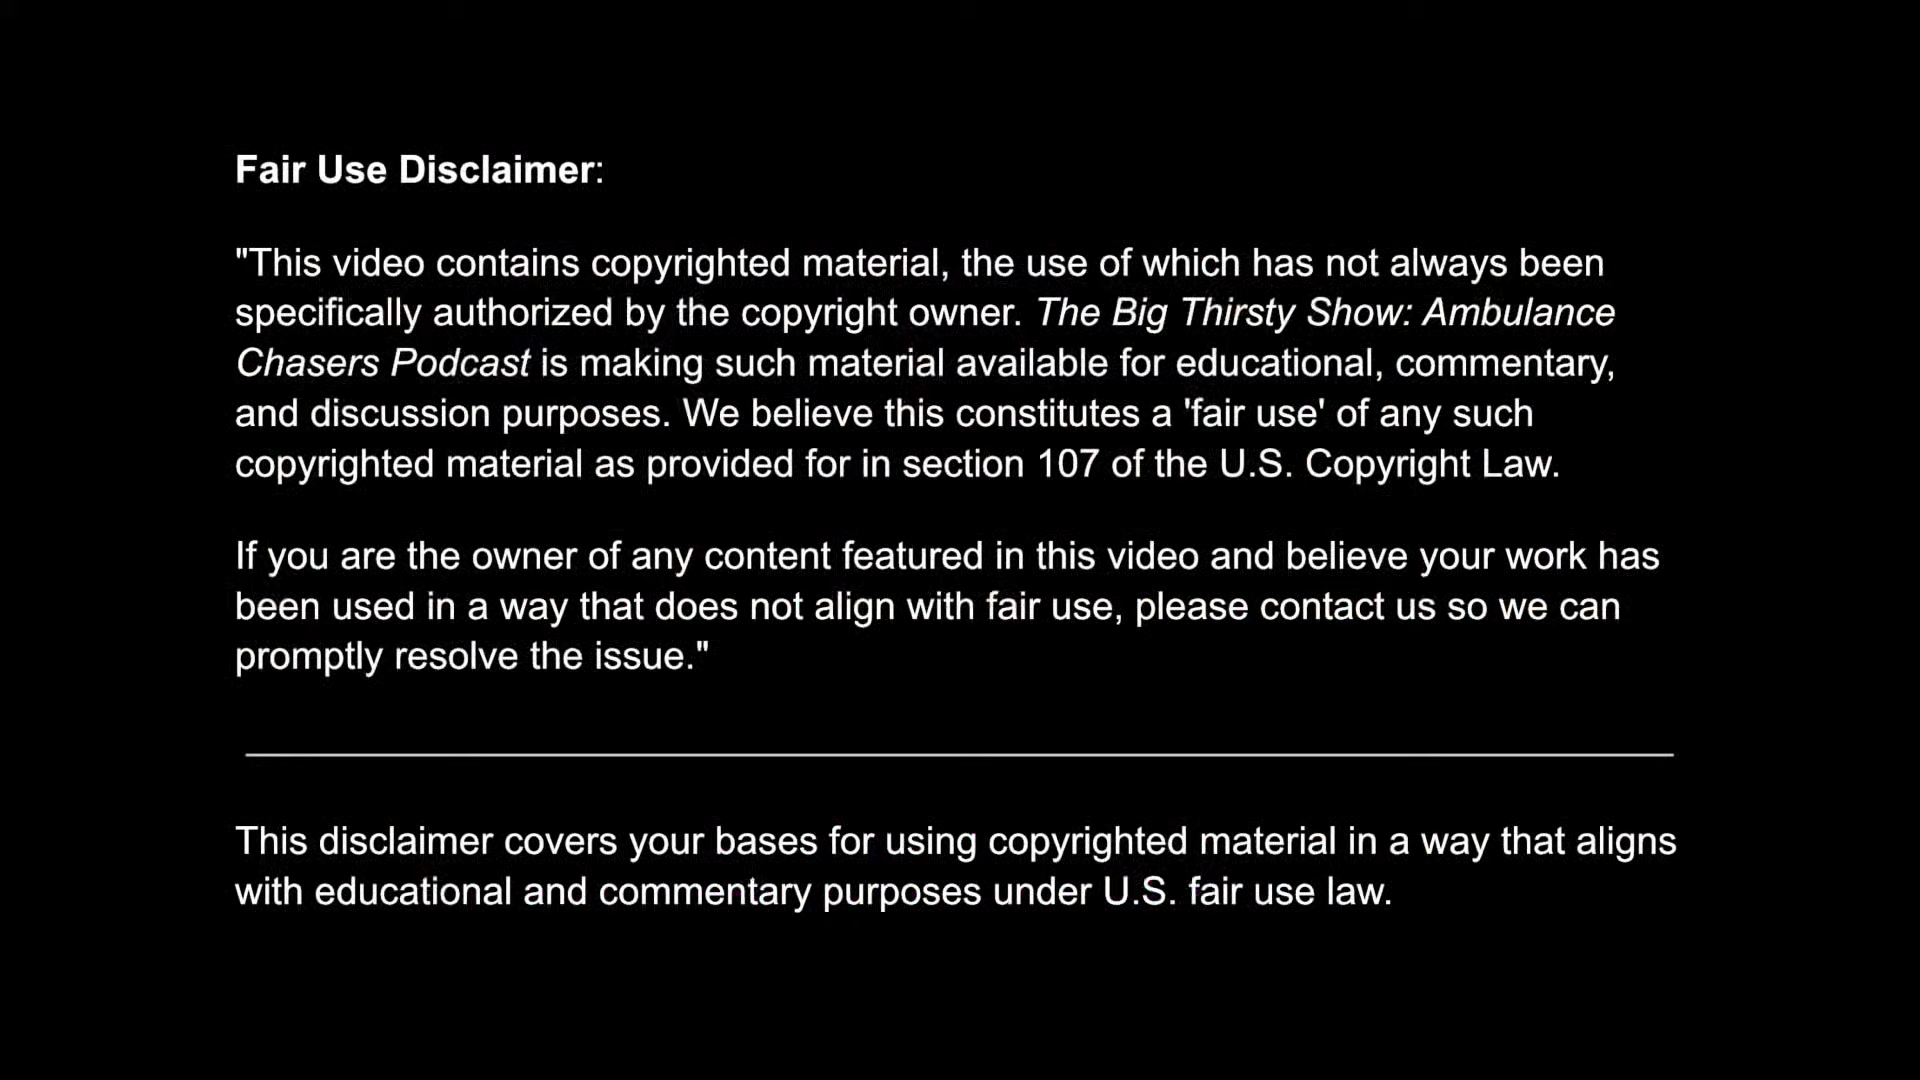 Fair Use Disclaimer:
"This video contains copyrighted material, the use of which has not always been
specifically authorized by the copyright owner. The Big Thirsty Show: Ambulance
Chasers Podcast is making such material available for educational, commentary,
and discussion purposes. We believe this constitutes a 'fair use' of any such
copyrighted material as provided for in section 107 of the U.S. Copyright Law.
If you are the owner of any content featured in this video and believe your work has
been used in a way that does not align with fair use, please contact us so we can
promptly resolve the issue."
This disclaimer covers your bases for using copyrighted material in a way that aligns
with educational and commentary purposes under U.S. fair use law.